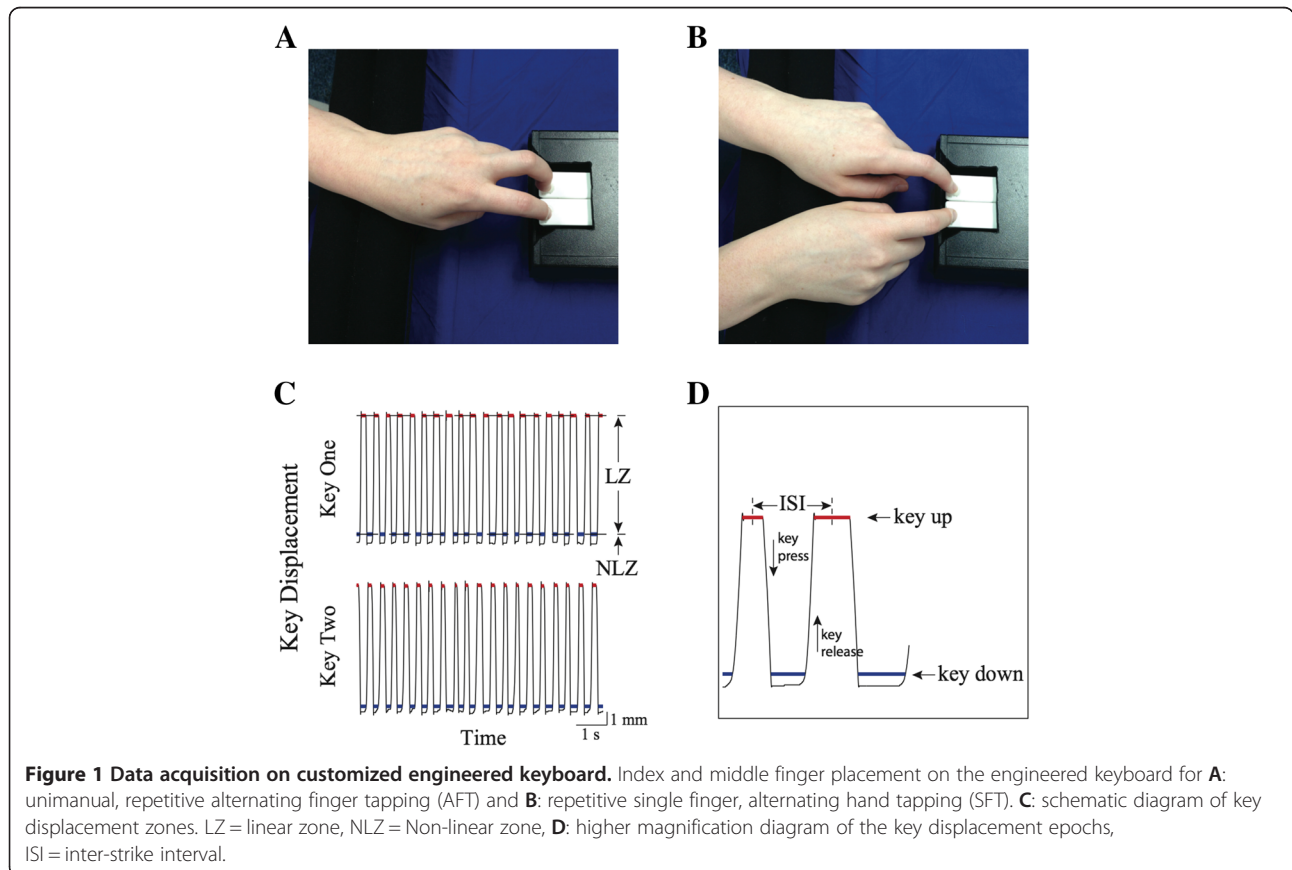 A
B
C
Key Displacement
Key One
LZ
NLZ
Key Two
1 mm
1 s
Time
D
ISI
key up
key
press
key
release
key down
Figure 1 Data acquisition on customized engineered keyboard. Index and middle finger placement on the engineered keyboard for A:
unimanual, repetitive alternating finger tapping (AFT) and B: repetitive single finger, alternating hand tapping (SFT). C: schematic diagram of key
displacement zones. LZ = linear zone, NLZ = Non-linear zone, D: higher magnification diagram of the key displacement epochs,
ISI = inter-strike interval.